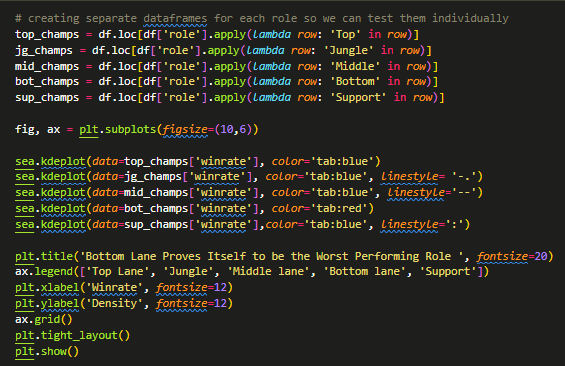 # creating separate dataframes for each role so we can test them individually
top_champs = df.loc[df['role'].apply(lambda row: 'Top' in row)]
jg_champs = df.loc[df['role'].apply(lambda row: 'Jungle' in row)]
mid_champs = df.loc[df['role'].apply(lambda row: 'Middle' in row)]
bot_champs = df.loc[df['role'].apply(lambda row: 'Bottom' in row)]
sup_champs = df.loc[df['role'].apply(lambda row: 'Support' in row)]
fig, ax = plt.subplots(figsize=(10,6))
sea.kdeplot(data=top_champs['winrate'], color='tab:blue')
sea.kdeplot(data=jg_champs['winrate'], color='tab:blue', linestyle= '-.')
sea.kdeplot(data=mid_champs['winrate'], color='tab:blue', linestyle= '--')
sea.kdeplot(data=bot_champs['winrate'], color='tab:red')
sea.kdeplot(data=sup_champs['winrate'],color='tab:blue', linestyle=':')
plt.title('Bottom Lane Proves Itself to be the Worst Performing Role ', fontsize=20)
ax.legend(['Top Lane', 'Jungle', 'Middle lane', 'Bottom lane', 'Support'])
plt.xlabel('Winrate', fontsize=12)
plt.ylabel('Density', fontsize=12)
ax.grid()
plt.tight_layout()
plt.show()